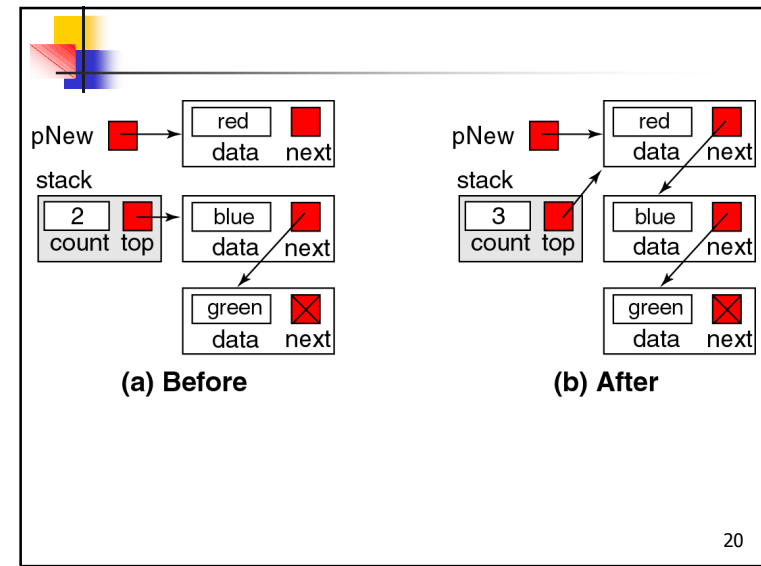 pNew
red
data next
stack
2
count top
blue
data next
green
data next
(a) Before
pNew
red
data next
stack
3
count top
blue
data next
green
data next
(b) After
20